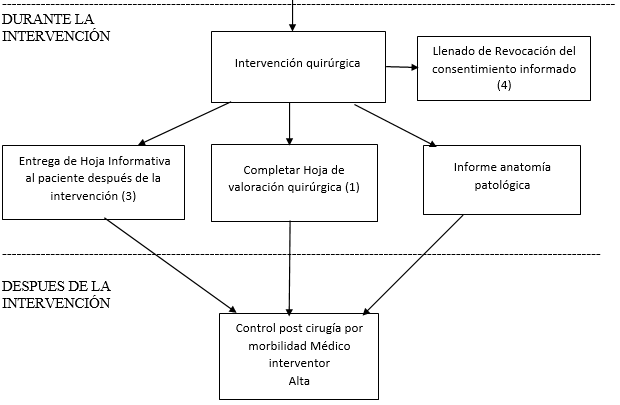 DURANTE LA
INTERVENCIÓN
Intervención quirúrgica
Llenado de Revocación del
consentimiento informado
(4)
Entrega de Hoja Informativa
al paciente después de la
intervención (3)
Completar Hoja de
valoración quirúrgica (1)
Informe anatomía
patológica
DESPUES DE LA
INTERVENCIÓN
Control post cirugía por
morbilidad Médico
interventor
Alta